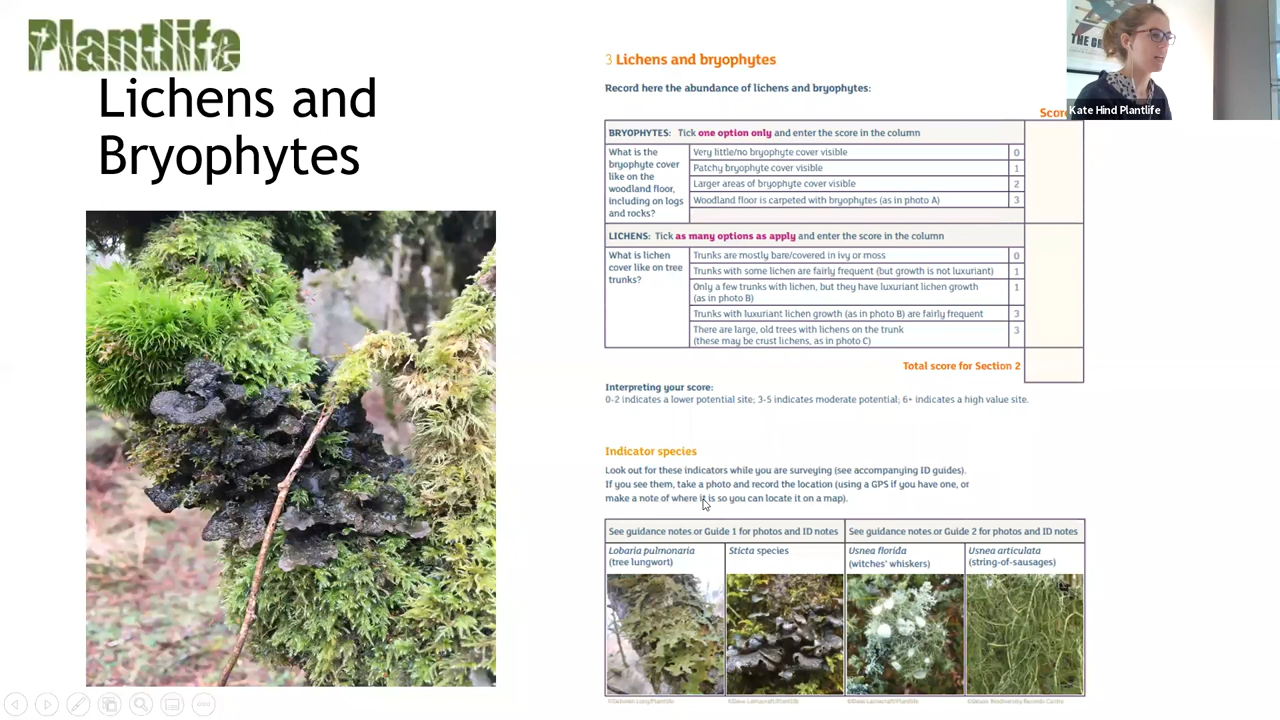 Plantlife
Lichens and
Bryophytes
3 Lichens and bryophytes
Record here the abundance of lichens and bryophytes:
THE GR
Kate Hind Plantlife
Score
BRYOPHYTES: Tick one option only and enter the score in the column
What is the
bryophyte cover
like on the
woodland floor,
including on logs
and rocks?
Very little/no bryophyte cover visible 0
Patchy bryophyte cover visible 1
Larger areas of bryophyte cover visible 2
Woodland floor is carpeted with bryophytes (as in photo A) 3
LICHENS: Tick as many options as apply and enter the score in the column
What is lichen
cover like on tree
trunks?
Trunks are mostly bare/covered in ivy or moss 0
Trunks with some lichen are fairly frequent (but growth is not luxuriant) 1
Only a few trunks with lichen, but they have luxuriant lichen growth 1
(as in photo B)
Trunks with luxuriant lichen growth (as in photo B) are fairly frequent 3
There are large, old trees with lichens on the trunk 3
(these may be crust lichens, as in photo C)
Total score for Section 2
Interpreting your score:
0-2 indicates a lower potential site; 3-5 indicates moderate potential; 6+ indicates a high value site.
Indicator species
Look out for these indicators while you are surveying (see accompanying ID guides).
If you see them, take a photo and record the location (using a GPS if you have one, or
make a note of where it is so you can locate it on a map).
See guidance notes or Guide 1 for photos and ID notes
See guidance notes or Guide 2 for photos and ID notes
Lobaria pulmonaria
(tree lungwort)
Sticta species
Usnea florida
(witches' whiskers)
Usnea articulata
(string-of-sausages)